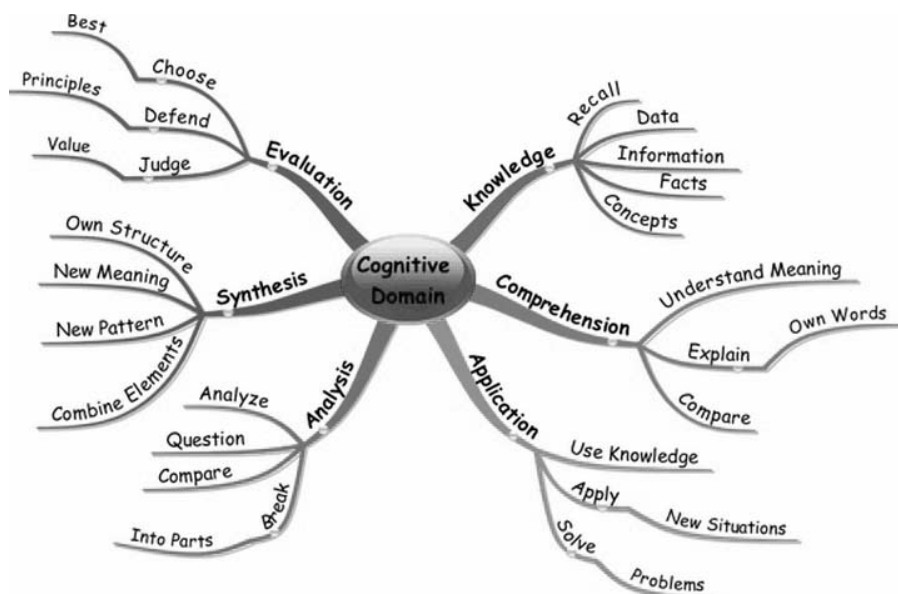 Cognitive
Domain
Knowledge
Recall
Data
Information
Facts
Concepts
Comprehension
Understand Meaning
Explain
Own Words
Compare
Application
Use Knowledge
Apply
New Situations
Solve
Problems
Analysis
Analyze
Question
Compare
Break
Into Parts
Synthesis
Own Structure
New Meaning
New Pattern
Combine Elements
Evaluation
Choose
Best
Defend
Principles
Judge
Value